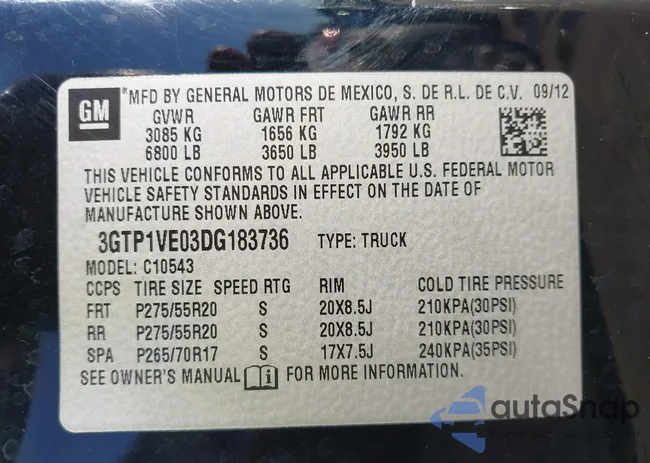 GM
®MFD BY GENERAL MOTORS DE MEXICO, S. DE R.L. DE C.V. 09/12
GVWR GAWR FRT GAWR RR
3085 KG 1656 KG 1792 KG
6800 LB 3650 LB 3950 LB
THIS VEHICLE CONFORMS TO ALL APPLICABLE U.S. FEDERAL MOTOR
VEHICLE SAFETY STANDARDS IN EFFECT ON THE DATE OF
MANUFACTURE SHOWN ABOVE.
3GTP1VE03DG183736 TYPE: TRUCK
MODEL: C10543
CCPS TIRE SIZE SPEED RTG RIM COLD TIRE PRESSURE
FRT P275/55R20 S 20X8.5J 210KPA(30PSI)
RR P275/55R20 S 20X8.5J 210KPA(30PSI)
SPA P265/70R17 S 17X7.5J 240KPA(35PSI)
SEE OWNER'S MANUAL FOR MORE INFORMATION.
autoSnap